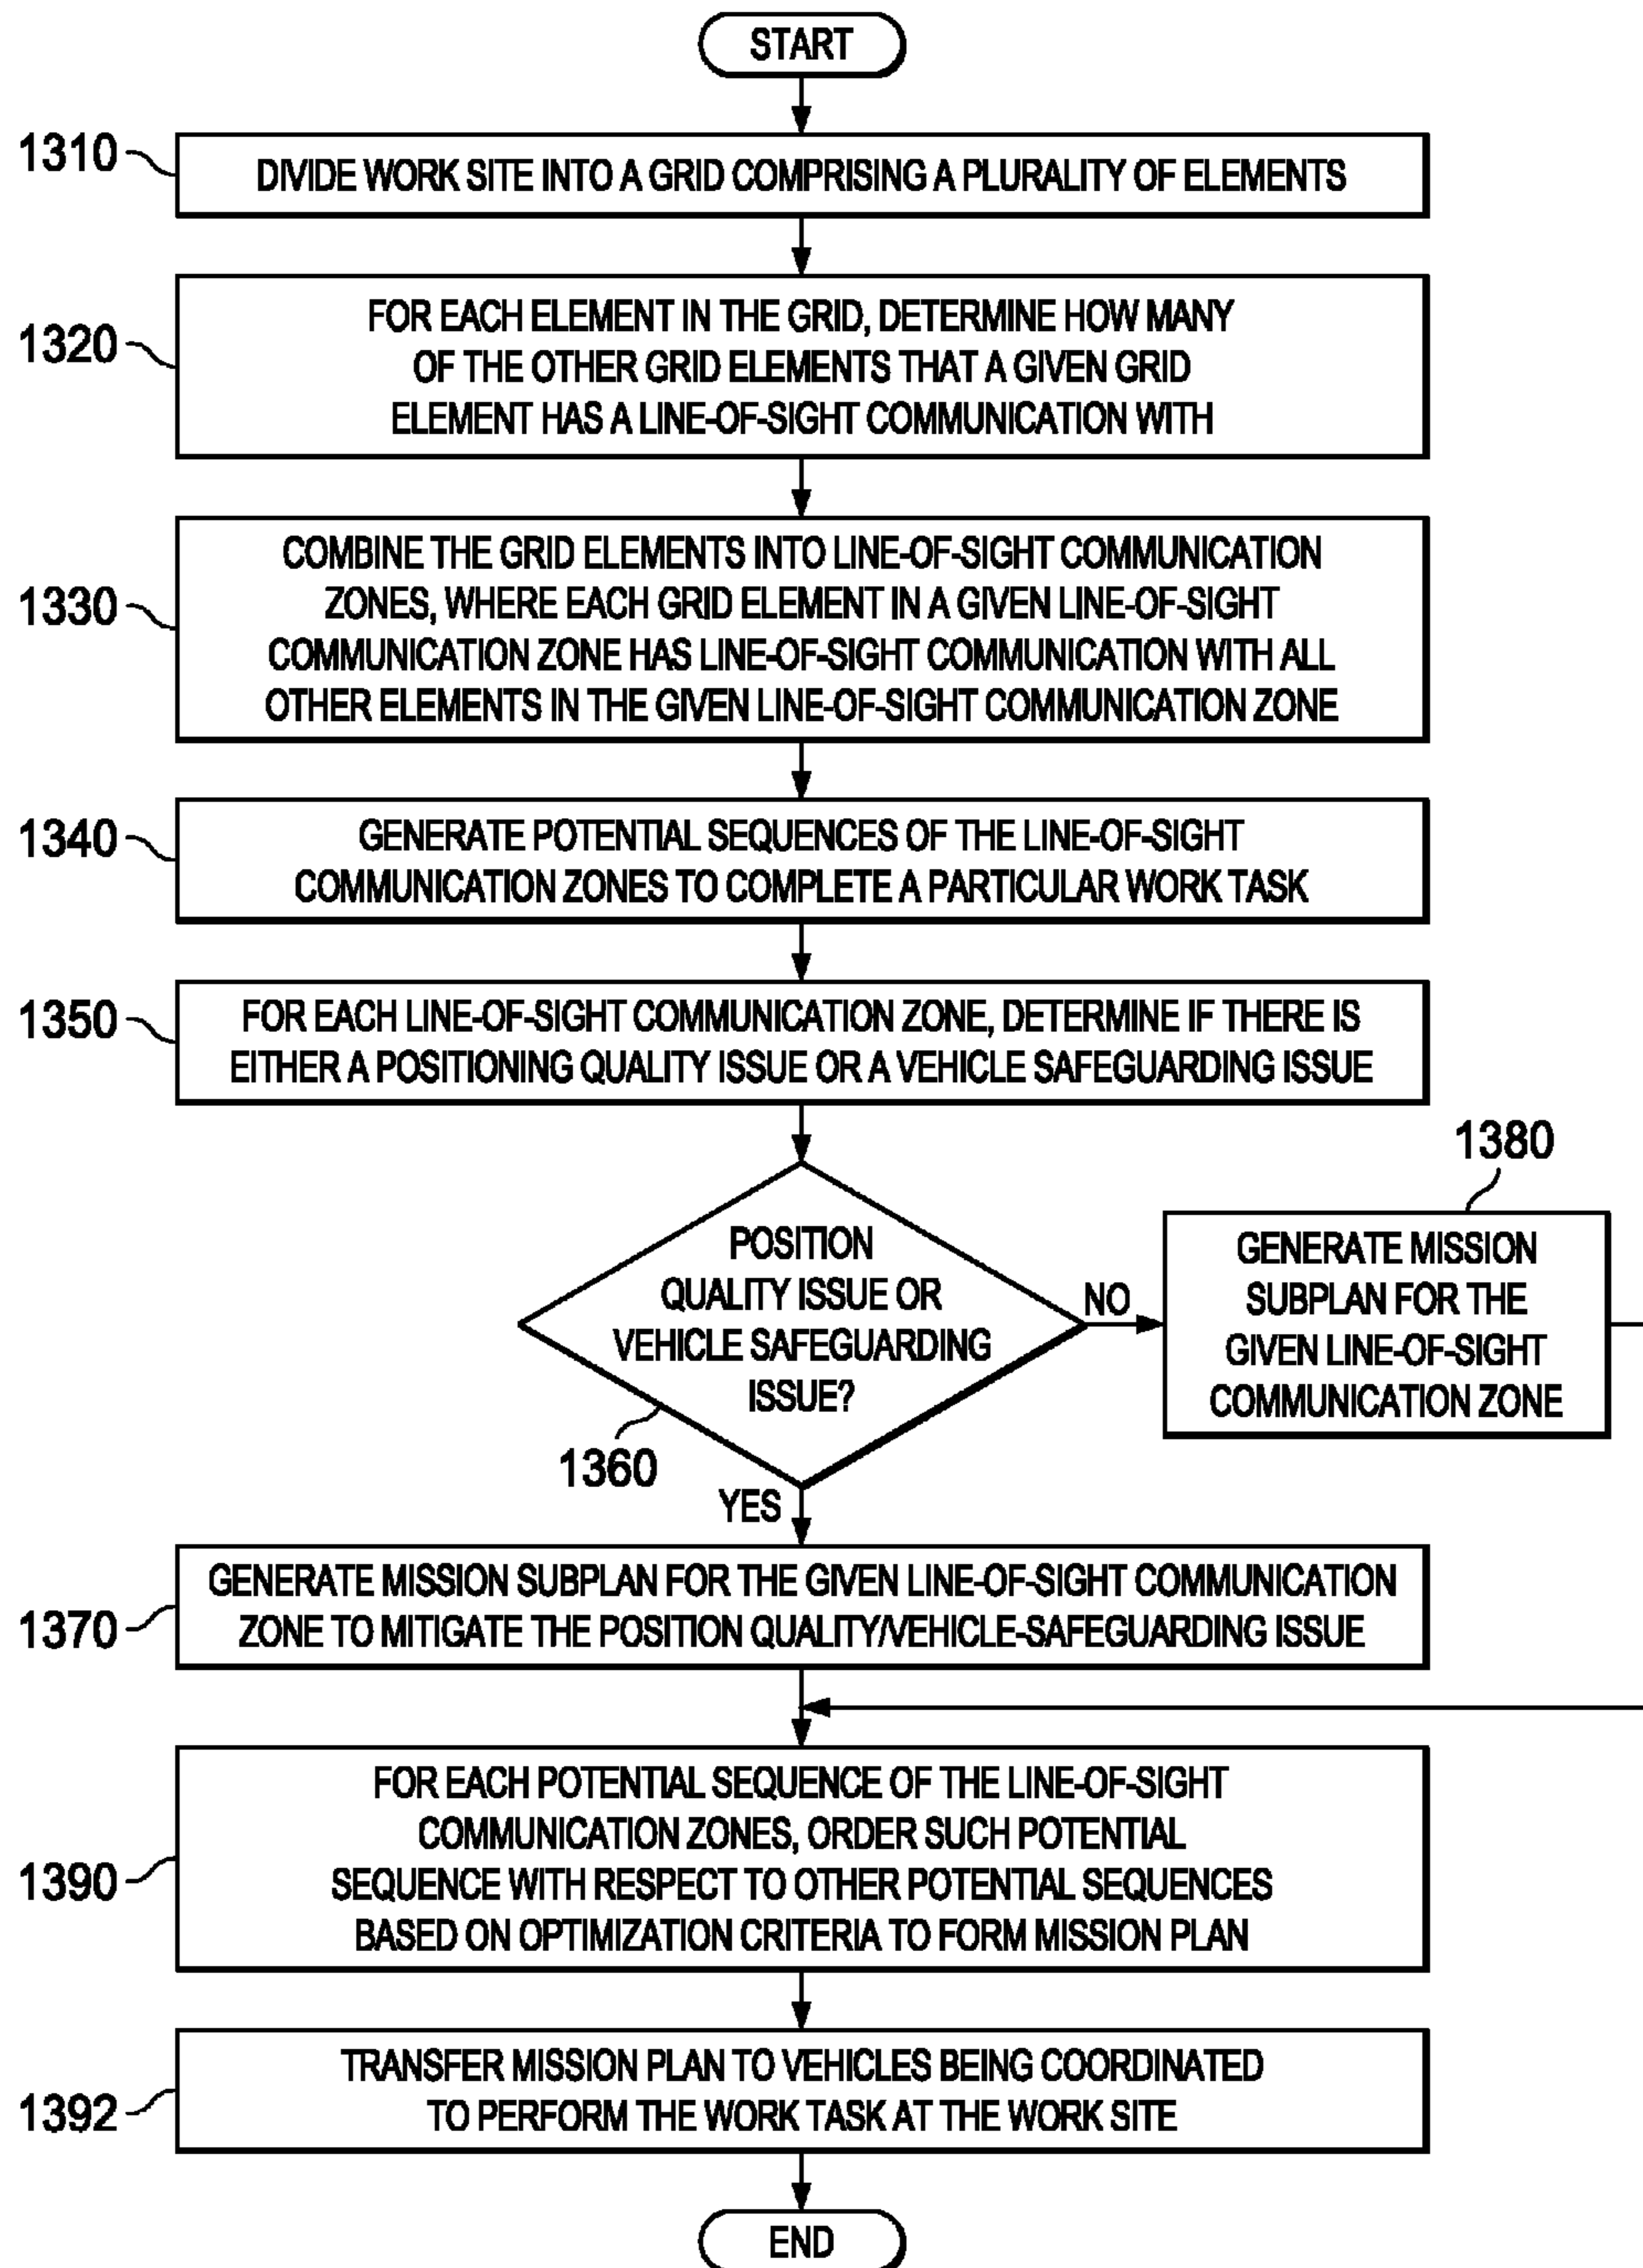 START
1310
DIVIDE WORK SITE INTO A GRID COMPRISING A PLURALITY OF ELEMENTS
1320
FOR EACH ELEMENT IN THE GRID, DETERMINE HOW MANY
OF THE OTHER GRID ELEMENTS THAT A GIVEN GRID
ELEMENT HAS A LINE-OF-SIGHT COMMUNICATION WITH
1330
COMBINE THE GRID ELEMENTS INTO LINE-OF-SIGHT COMMUNICATION
ZONES, WHERE EACH GRID ELEMENT IN A GIVEN LINE-OF-SIGHT
COMMUNICATION ZONE HAS LINE-OF-SIGHT COMMUNICATION WITH ALL
OTHER ELEMENTS IN THE GIVEN LINE-OF-SIGHT COMMUNICATION ZONE
1340
GENERATE POTENTIAL SEQUENCES OF THE LINE-OF-SIGHT
COMMUNICATION ZONES TO COMPLETE A PARTICULAR WORK TASK
1350
FOR EACH LINE-OF-SIGHT COMMUNICATION ZONE, DETERMINE IF THERE IS
EITHER A POSITIONING QUALITY ISSUE OR A VEHICLE SAFEGUARDING ISSUE
POSITION
QUALITY ISSUE OR
VEHICLE SAFEGUARDING
ISSUE?
1360
NO
1380
GENERATE MISSION
SUBPLAN FOR THE
GIVEN LINE-OF-SIGHT
COMMUNICATION ZONE
YES
1370
GENERATE MISSION SUBPLAN FOR THE GIVEN LINE-OF-SIGHT COMMUNICATION
ZONE TO MITIGATE THE POSITION QUALITY/VEHICLE-SAFEGUARDING ISSUE
1390
FOR EACH POTENTIAL SEQUENCE OF THE LINE-OF-SIGHT
COMMUNICATION ZONES, ORDER SUCH POTENTIAL
SEQUENCE WITH RESPECT TO OTHER POTENTIAL SEQUENCES
BASED ON OPTIMIZATION CRITERIA TO FORM MISSION PLAN
1392
TRANSFER MISSION PLAN TO VEHICLES BEING COORDINATED
TO PERFORM THE WORK TASK AT THE WORK SITE
END